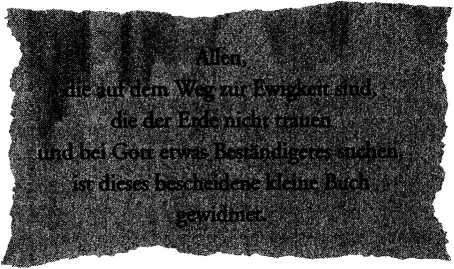 Allen,
die auf dem Weg zur Ewigkeit sind,
die der Erde nicht trauen
und bei Gott etwas Beständigeres suchen,
ist dieses bescheidene kleine Buch
gewidmet.